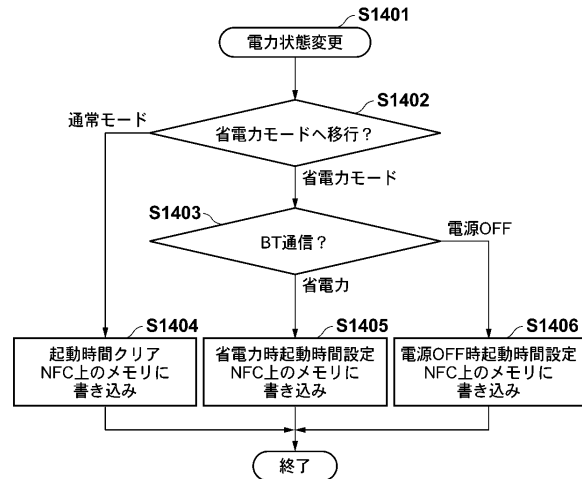 S1401
電力状態変更
S1402
省電力モードへ移行?
通常モード
省電力モード
S1403
BT通信?
電源OFF
省電力
S1404
起動時間クリア
NFC上のメモリに
書き込み
S1405
省電力時起動時間設定
NFC上のメモリに
書き込み
S1406
電源OFF時起動時間設定
NFC上のメモリに
書き込み
終了